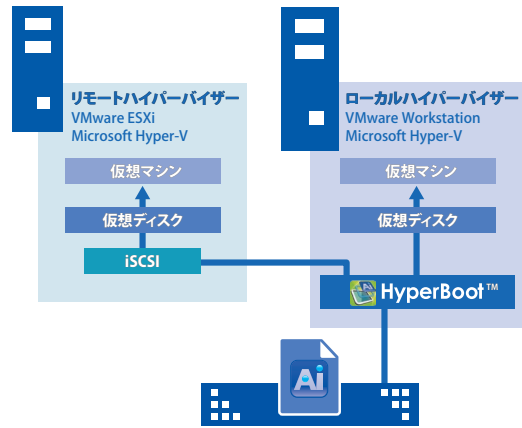 リモートハイパーバイザー
VMware ESXi
Microsoft Hyper-V
仮想マシン
仮想ディスク
iSCSI
ローカルハイパーバイザー
VMware Workstation
Microsoft Hyper-V
仮想マシン
仮想ディスク
HyperBoot™
Ai